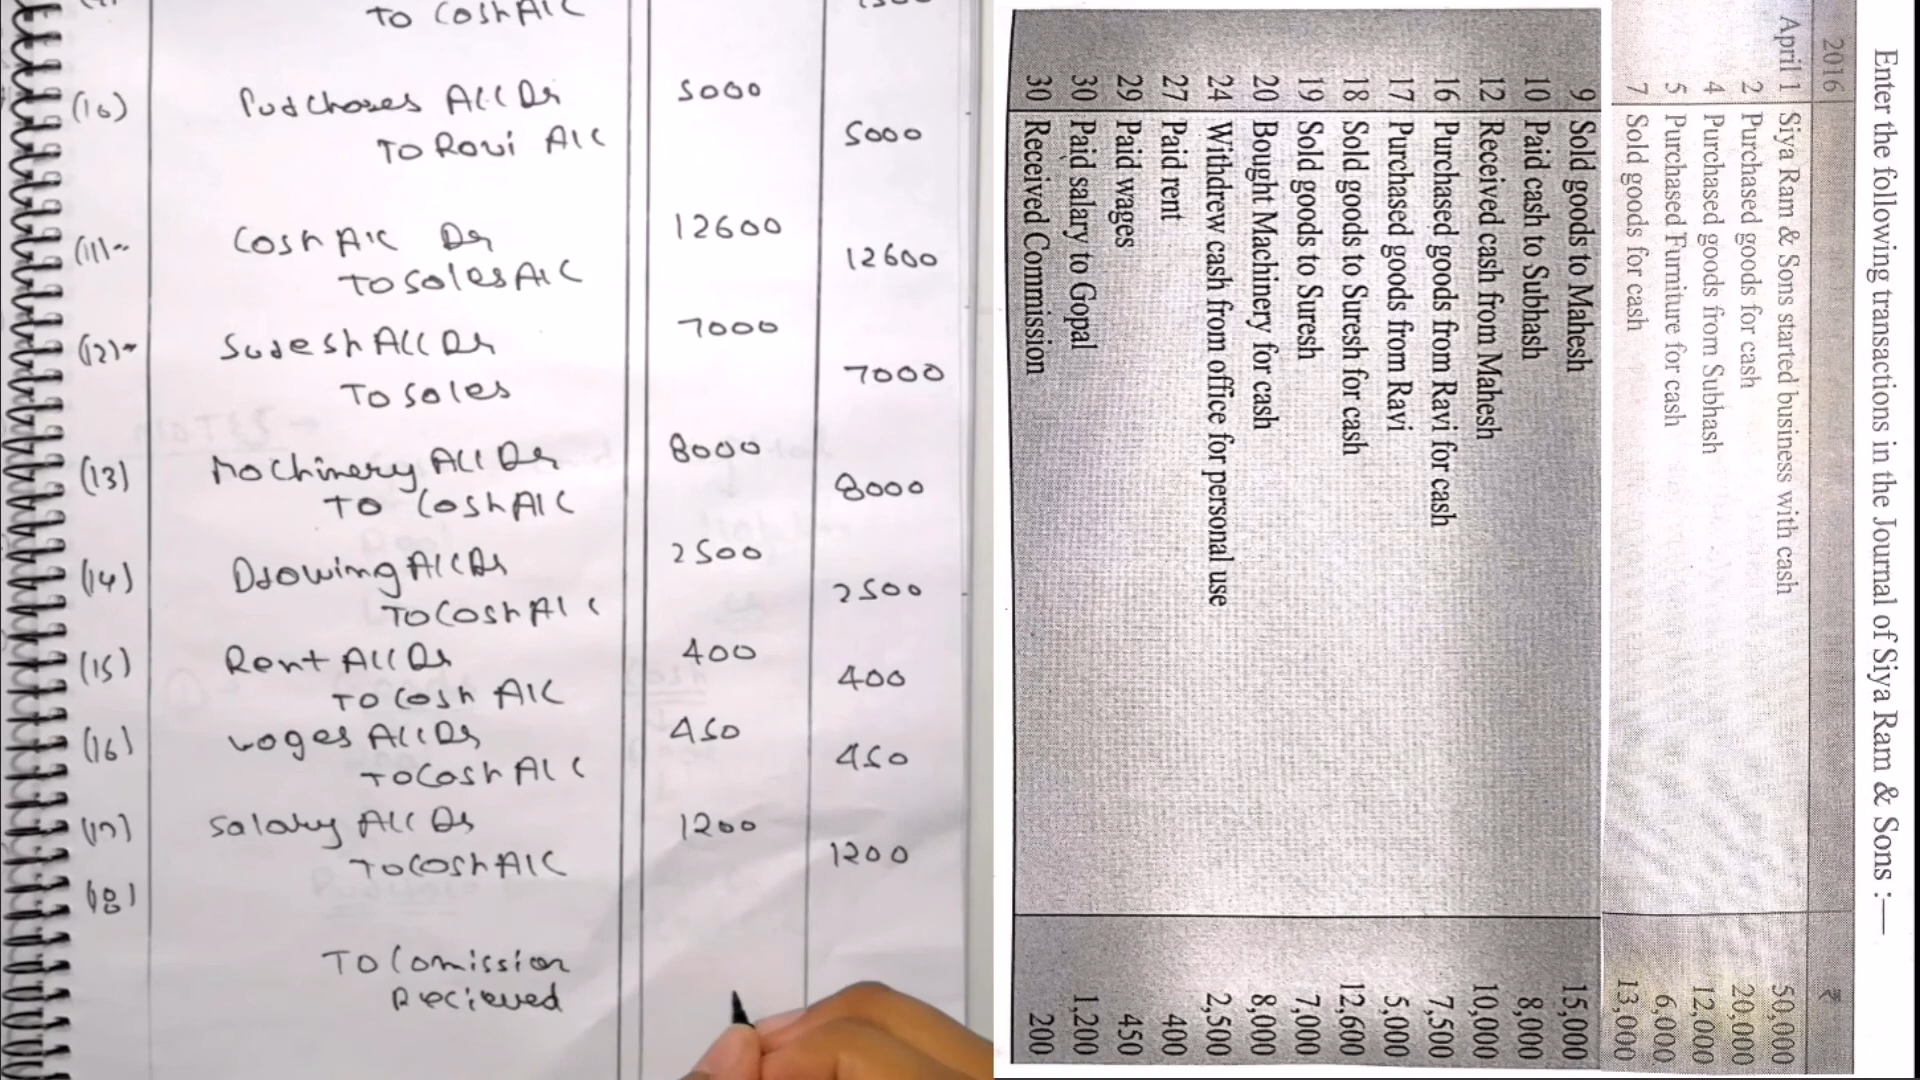 To Cosh A/C
(10) Purchases A/C Dr 5000
To Ravi A/C 5000
(11) Cosh A/C Dr 12600
To Sales A/C 12600
(12) Suresh A/C Dr 7000
To Sales 7000
(13) Machinery A/C Dr 8000
To Cosh A/C 8000
(14) Drawing A/C Dr 2500
To Cosh A/C 2500
(15) Rent A/C Dr 400
To Cosh A/C 400
(16) Wages A/C Dr 450
To Cosh A/C 450
(17) Salary A/C Dr 1200
To Cosh A/C 1200
(18)
To Comission
Recieved
Enter the following transactions in the Journal of Siya Ram & Sons :—
2016 ₹
April 1 Siya Ram & Sons started business with cash 50,000
2 Purchased goods for cash 20,000
4 Purchased goods from Subhash 12,000
5 Purchased Furniture for cash 6,000
7 Sold goods for cash 13,000
9 Sold goods to Mahesh 15,000
10 Paid cash to Subhash 8,000
12 Received cash from Mahesh 10,000
16 Purchased goods from Ravi for cash 7,500
17 Purchased goods from Ravi 5,000
18 Sold goods to Suresh for cash 12,600
19 Sold goods to Suresh 7,000
20 Bought Machinery for cash 8,000
24 Withdrew cash from office for personal use 2,500
27 Paid rent 400
29 Paid wages 450
30 Paid salary to Gopal 1,200
30 Received Commission 200